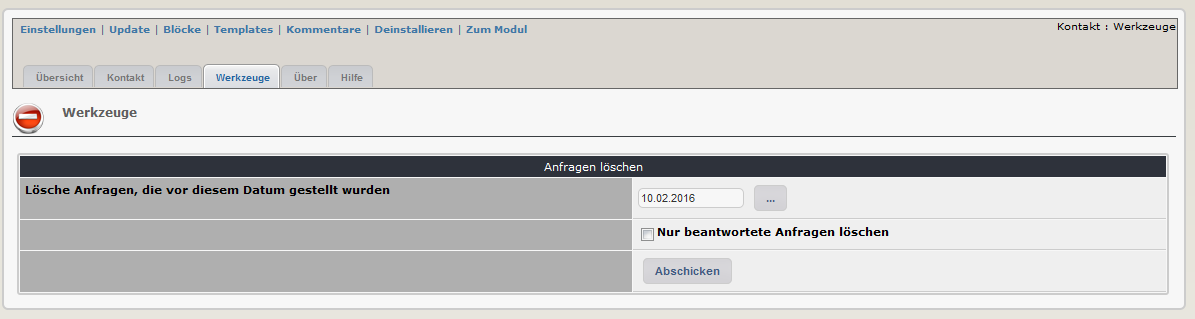 Einstellungen | Update | Blöcke | Templates | Kommentare | Deinstallieren | Zum Modul
Kontakt : Werkzeuge
Übersicht Kontakt Logs Werkzeuge Über Hilfe
Werkzeuge
Anfragen löschen
Lösche Anfragen, die vor diesem Datum gestellt wurden
10.02.2016 ...
Nur beantwortete Anfragen löschen
Abschicken